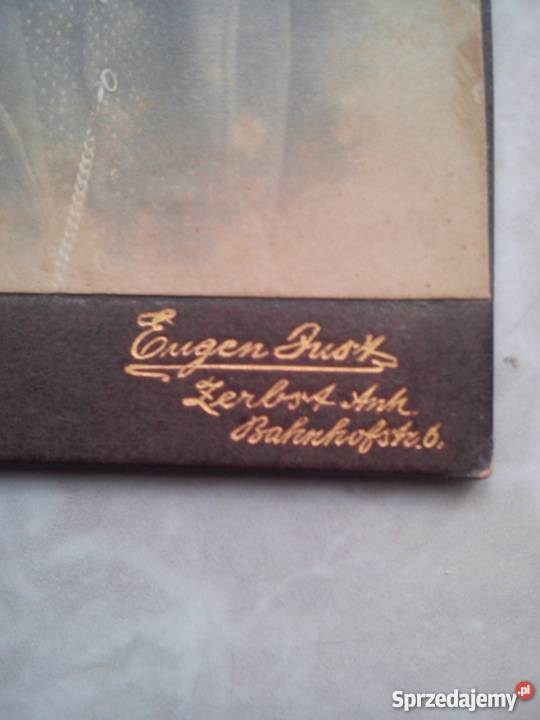 Eugen Just
Zerbst Anh.
Bahnhofstr. 6.
Sprzedajemy.pl